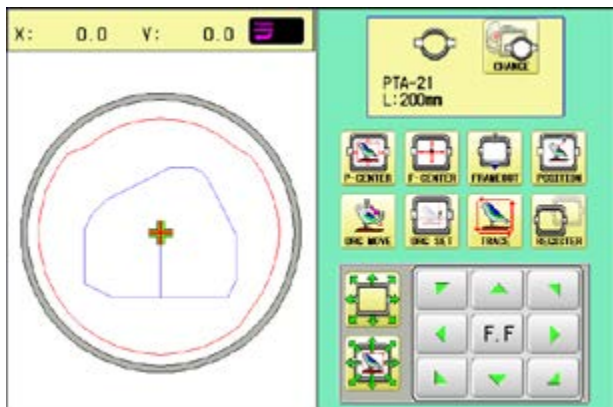 X: 0.0 Y: 0.0
CHANGE
PTA-21
L:200mm
P-CENTER F-CENTER FRAMEOUT POSITION
ORG MOVE ORG SET TRACE REGISTER
F.F